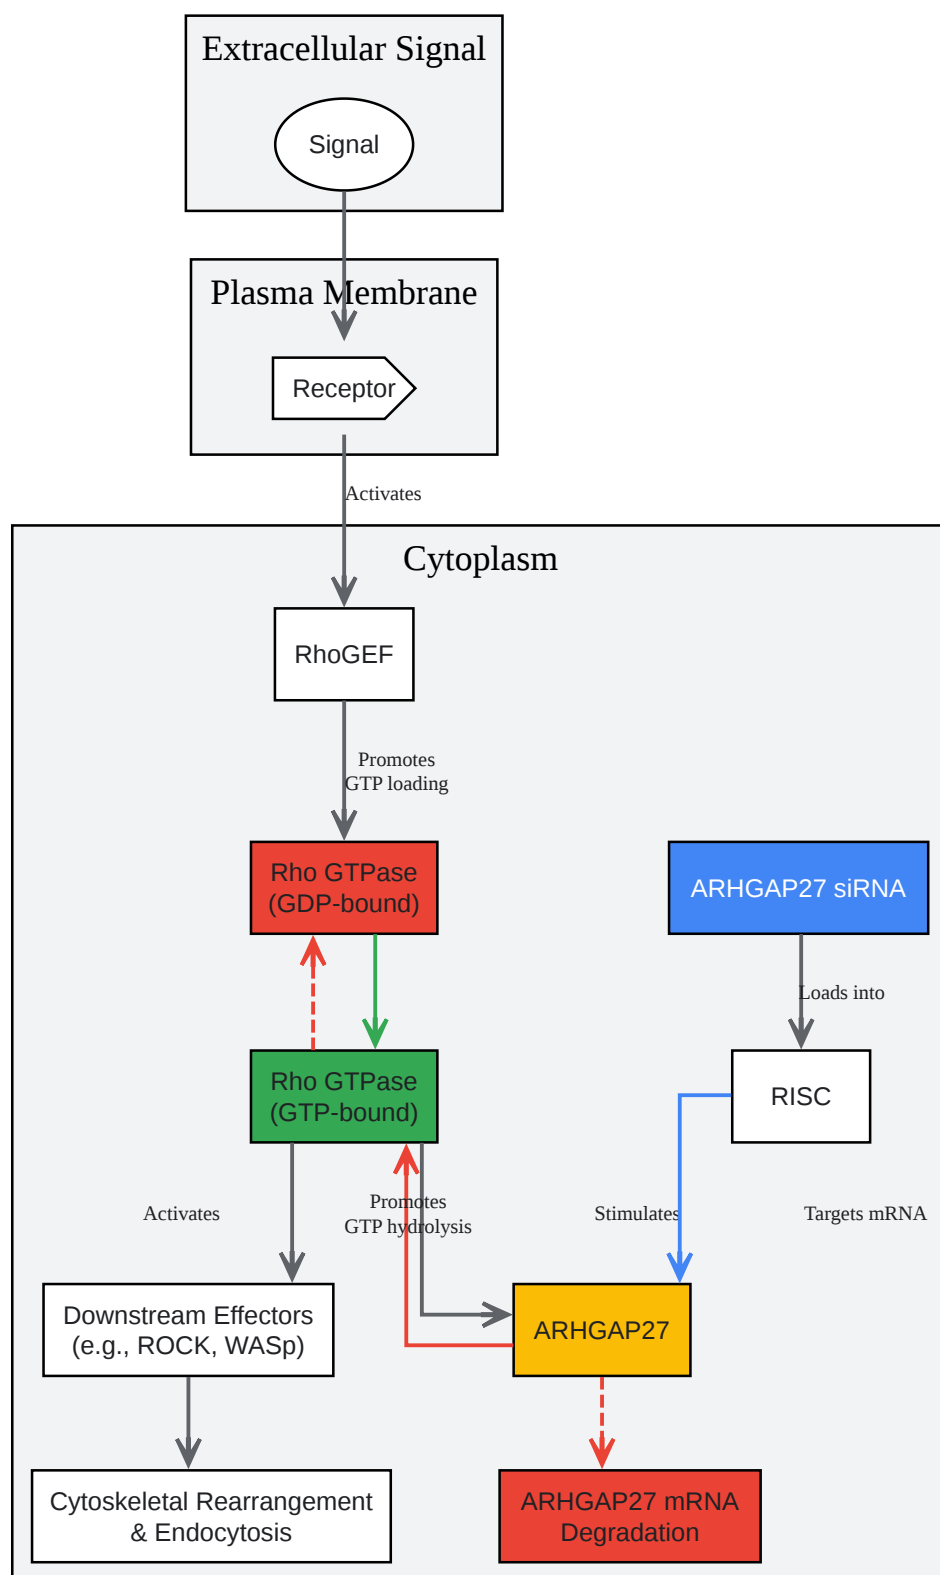 Extracellular Signal
Signal
Plasma Membrane
Receptor
Activates
Cytoplasm
RhoGEF
Promotes
GTP loading
Rho GTPase
(GDP-bound)
ARHGAP27 siRNA
Loads into
Rho GTPase
(GTP-bound)
RISC
Activates
Promotes
GTP hydrolysis
Stimulates
Targets mRNA
Downstream Effectors
(e.g., ROCK, WASp)
ARHGAP27
Cytoskeletal Rearrangement
& Endocytosis
ARHGAP27 mRNA
Degradation